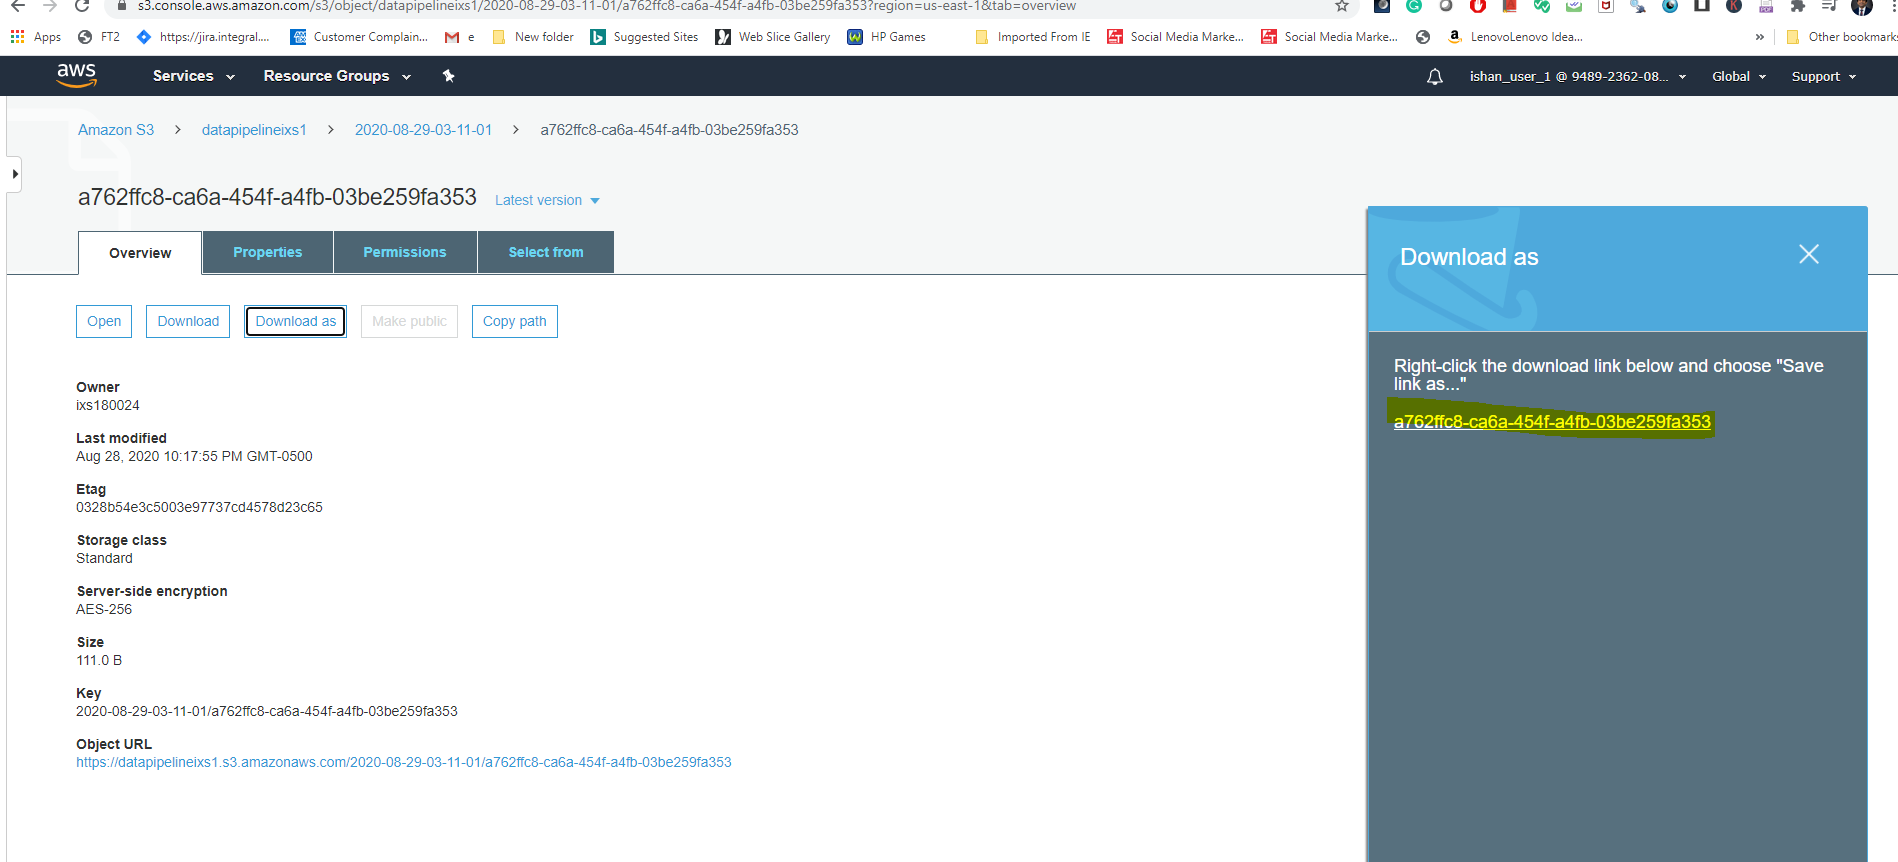 s3.console.aws.amazon.com/s3/object/datapipelineixs1/2020-08-29-03-11-01/a762ffc8-ca6a-454f-a4fb-03be259fa353?region=us-east-1&tab=overview
Apps FT2 https://jira.integral.... Customer Complain... e New folder Suggested Sites Web Slice Gallery HP Games Imported From IE Social Media Marke... Social Media Marke... LenovoLenovo Idea... » Other bookmarks
aws Services Resource Groups ishan_user_1 @ 9489-2362-08... Global Support
Amazon S3 > datapipelineixs1 > 2020-08-29-03-11-01 > a762ffc8-ca6a-454f-a4fb-03be259fa353
a762ffc8-ca6a-454f-a4fb-03be259fa353 Latest version
Overview Properties Permissions Select from
Open Download Download as Make public Copy path
Owner
ixs180024
Last modified
Aug 28, 2020 10:17:55 PM GMT-0500
Etag
0328b54e3c5003e97737cd4578d23c65
Storage class
Standard
Server-side encryption
AES-256
Size
111.0 B
Key
2020-08-29-03-11-01/a762ffc8-ca6a-454f-a4fb-03be259fa353
Object URL
https://datapipelineixs1.s3.amazonaws.com/2020-08-29-03-11-01/a762ffc8-ca6a-454f-a4fb-03be259fa353
Download as
Right-click the download link below and choose "Save
link as..."
a762ffc8-ca6a-454f-a4fb-03be259fa353